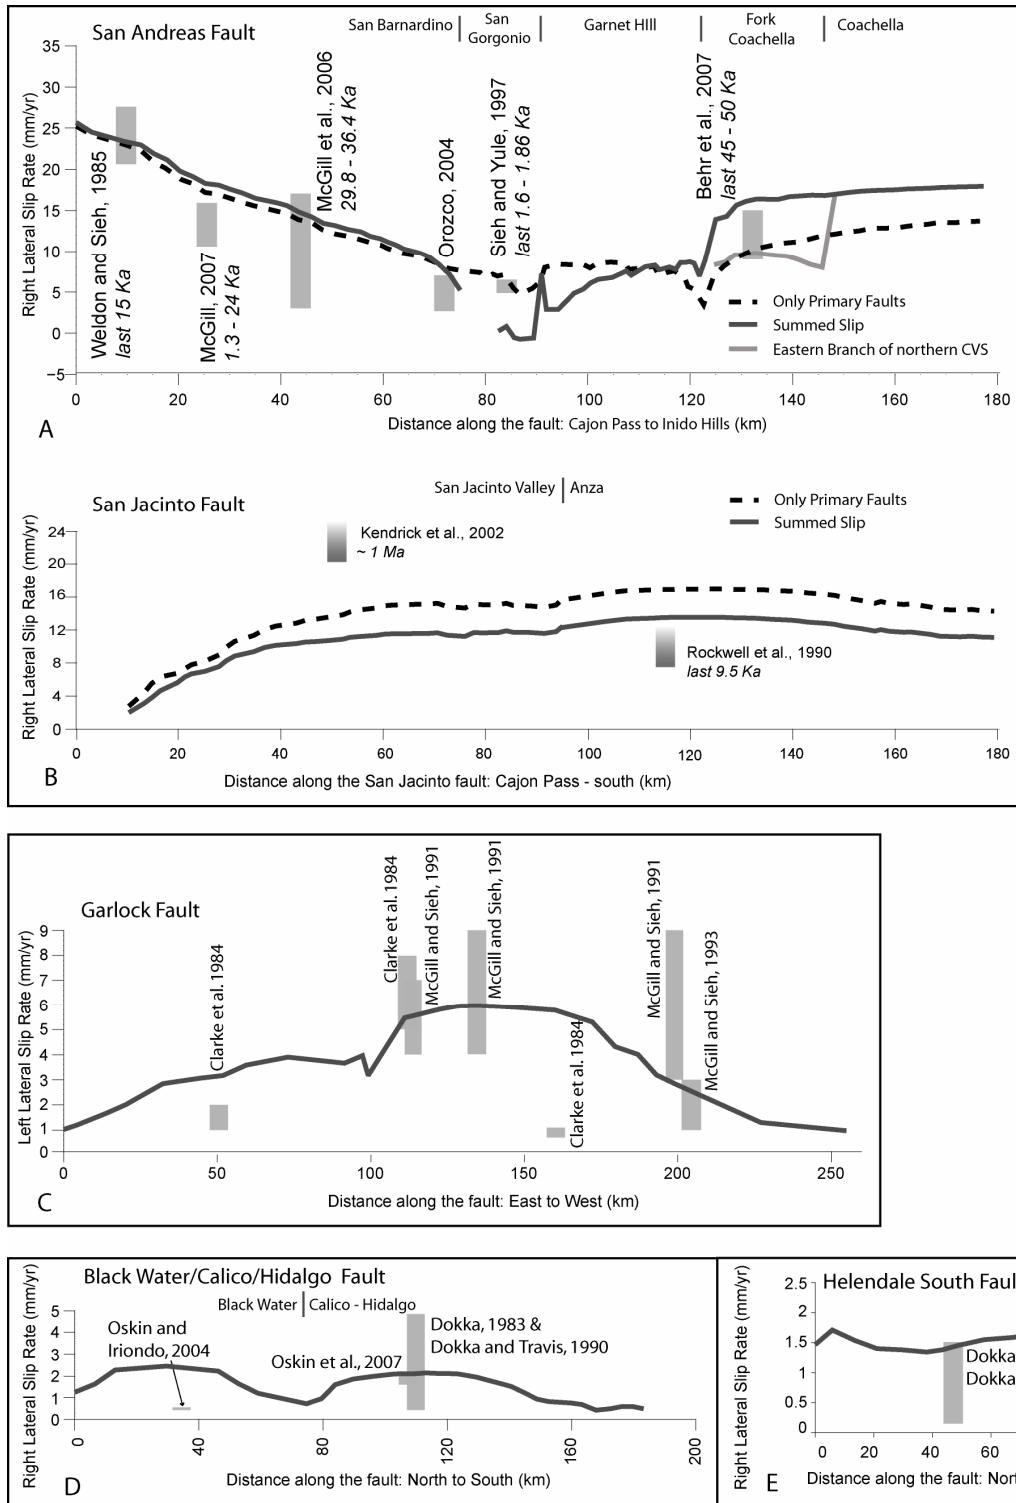 San Andreas Fault
San Barnardino
San
Gorgonio
Garnet HIll
Fork
Coachella
Coachella
Right Lateral Slip Rate (mm/yr)
35
30
25
20
15
10
5
0
−5
Weldon and Sieh, 1985
last 15 Ka
McGill, 2007
1.3 - 24 Ka
McGill et al., 2006
29.8 - 36.4 Ka
Orozco, 2004
Sieh and Yule, 1997
last 1.6 - 1.86 Ka
Behr et al., 2007
last 45 - 50 Ka
Only Primary Faults
Summed Slip
Eastern Branch of northern CVS
0 20 40 60 80 100 120 140 160 180
Distance along the fault: Cajon Pass to Inido Hills (km)
A
San Jacinto Fault
San Jacinto Valley
Anza
Only Primary Faults
Summed Slip
Right Lateral Slip Rate (mm/yr)
24
20
16
12
8
4
0
Kendrick et al., 2002
~ 1 Ma
Rockwell et al., 1990
last 9.5 Ka
0 20 40 60 80 100 120 140 160 180
Distance along the San Jacinto fault: Cajon Pass - south (km)
B
Garlock Fault
Left Lateral Slip Rate (mm/yr)
9
8
7
6
5
4
3
2
1
0
Clarke et al. 1984
Clarke et al. 1984
McGill and Sieh, 1991
McGill and Sieh, 1991
Clarke et al. 1984
McGill and Sieh, 1991
McGill and Sieh, 1993
0 50 100 150 200 250
Distance along the fault: East to West (km)
C
Black Water/Calico/Hidalgo Fault
Black Water
Calico - Hidalgo
Right Lateral Slip Rate (mm/yr)
5
4
3
2
1
0
Oskin and
Iriondo, 2004
Oskin et al., 2007
Dokka, 1983 &
Dokka and Travis, 1990
0 40 80 120 160 200
Distance along the fault: North to South (km)
D
Helendale South Faul
Right Lateral Slip Rate (mm/yr)
2.5
2
1.5
1
0.5
0
Dokka
Dokka
0 20 40 60
Distance along the fault: Nor
E